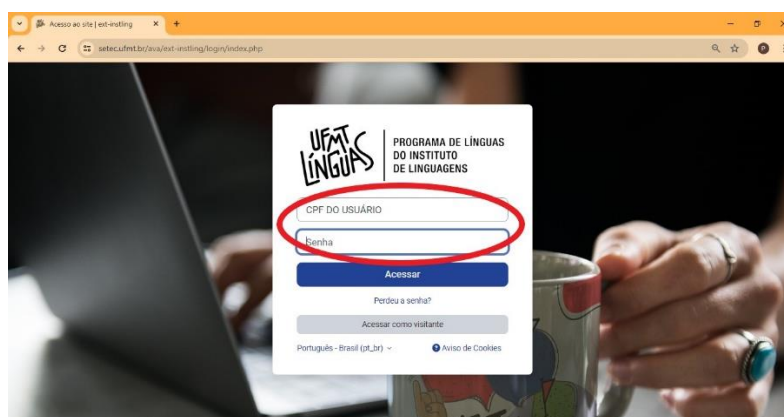 Acesso ao site | ext-instling
setec.ufmt.br/ava/ext-instling/login/index.php
P
UFMT
LÍNGUAS
PROGRAMA DE LÍNGUAS
DO INSTITUTO
DE LINGUAGENS
CPF DO USUÁRIO
Senha
Acessar
Perdeu a senha?
Acessar como visitante
Português - Brasil (pt_br)
Aviso de Cookies